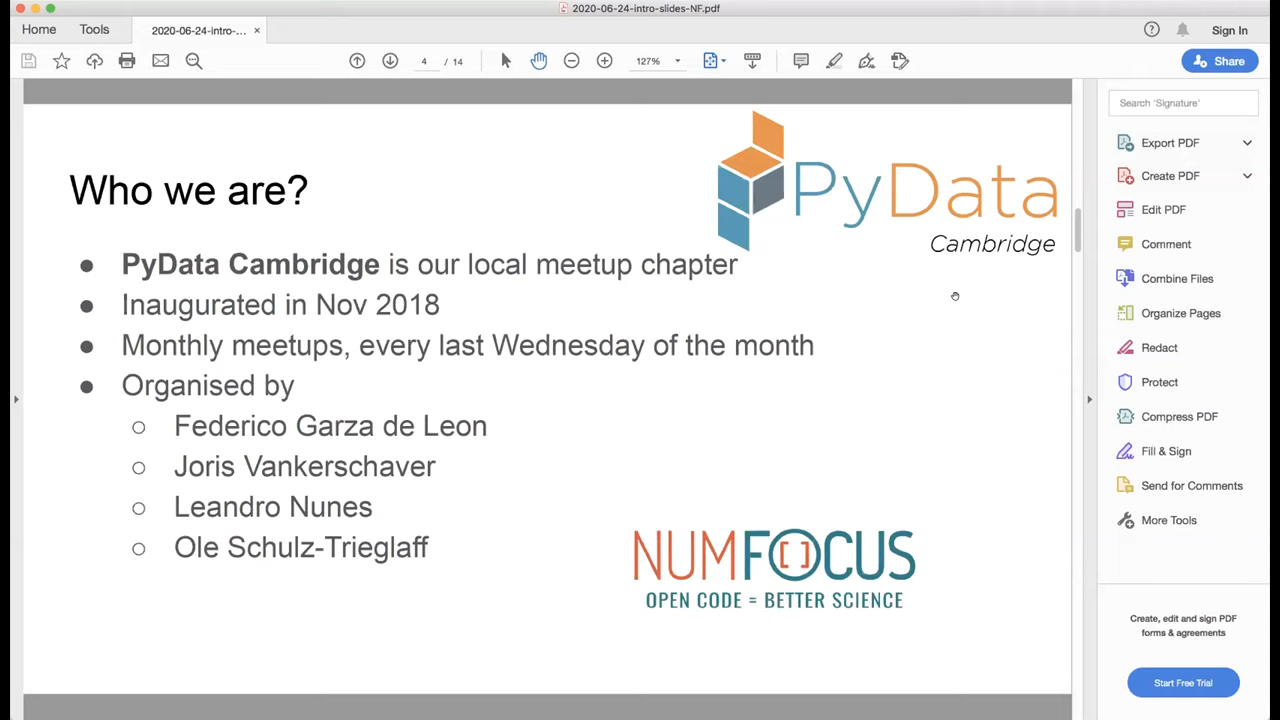 2020-06-24-intro-slides-NF.pdf
Home Tools 2020-06-24-intro-... × Sign In
4 / 14 127% Share
Search 'Signature'
Export PDF
Create PDF
Edit PDF
Comment
Combine Files
Organize Pages
Redact
Protect
Compress PDF
Fill & Sign
Send for Comments
More Tools
Create, edit and sign PDF
forms & agreements
Start Free Trial
PyData
Cambridge
Who we are?
● PyData Cambridge is our local meetup chapter
● Inaugurated in Nov 2018
● Monthly meetups, every last Wednesday of the month
● Organised by
○ Federico Garza de Leon
○ Joris Vankerschaver
○ Leandro Nunes
○ Ole Schulz-Trieglaff
NUMFOCUS
OPEN CODE = BETTER SCIENCE